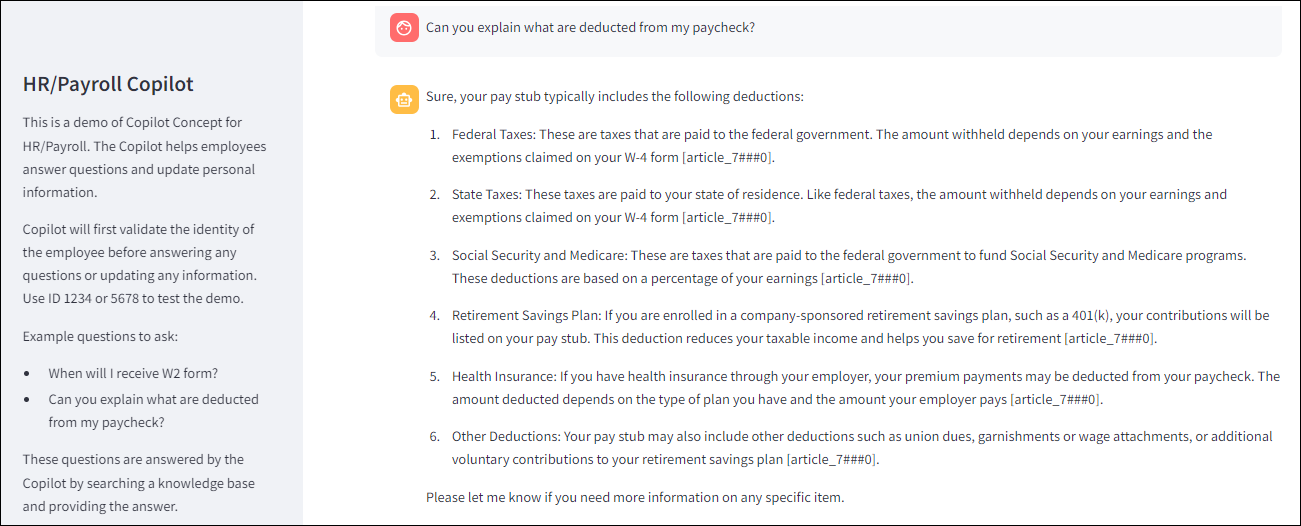 HR/Payroll Copilot
This is a demo of Copilot Concept for
HR/Payroll. The Copilot helps employees
answer questions and update personal
information.
Copilot will first validate the identity of
the employee before answering any
questions or updating any information.
Use ID 1234 or 5678 to test the demo.
Example questions to ask:
• When will I receive W2 form?
• Can you explain what are deducted
from my paycheck?
These questions are answered by the
Copilot by searching a knowledge base
and providing the answer.
Can you explain what are deducted from my paycheck?
Sure, your pay stub typically includes the following deductions:
1. Federal Taxes: These are taxes that are paid to the federal government. The amount withheld depends on your earnings and the
exemptions claimed on your W-4 form [article_7###0].
2. State Taxes: These taxes are paid to your state of residence. Like federal taxes, the amount withheld depends on your earnings and
exemptions claimed on your W-4 form [article_7###0].
3. Social Security and Medicare: These are taxes that are paid to the federal government to fund Social Security and Medicare programs.
These deductions are based on a percentage of your earnings [article_7###0].
4. Retirement Savings Plan: If you are enrolled in a company-sponsored retirement savings plan, such as a 401(k), your contributions will be
listed on your pay stub. This deduction reduces your taxable income and helps you save for retirement [article_7###0].
5. Health Insurance: If you have health insurance through your employer, your premium payments may be deducted from your paycheck. The
amount deducted depends on the type of plan you have and the amount your employer pays [article_7###0].
6. Other Deductions: Your pay stub may also include other deductions such as union dues, garnishments or wage attachments, or additional
voluntary contributions to your retirement savings plan [article_7###0].
Please let me know if you need more information on any specific item.